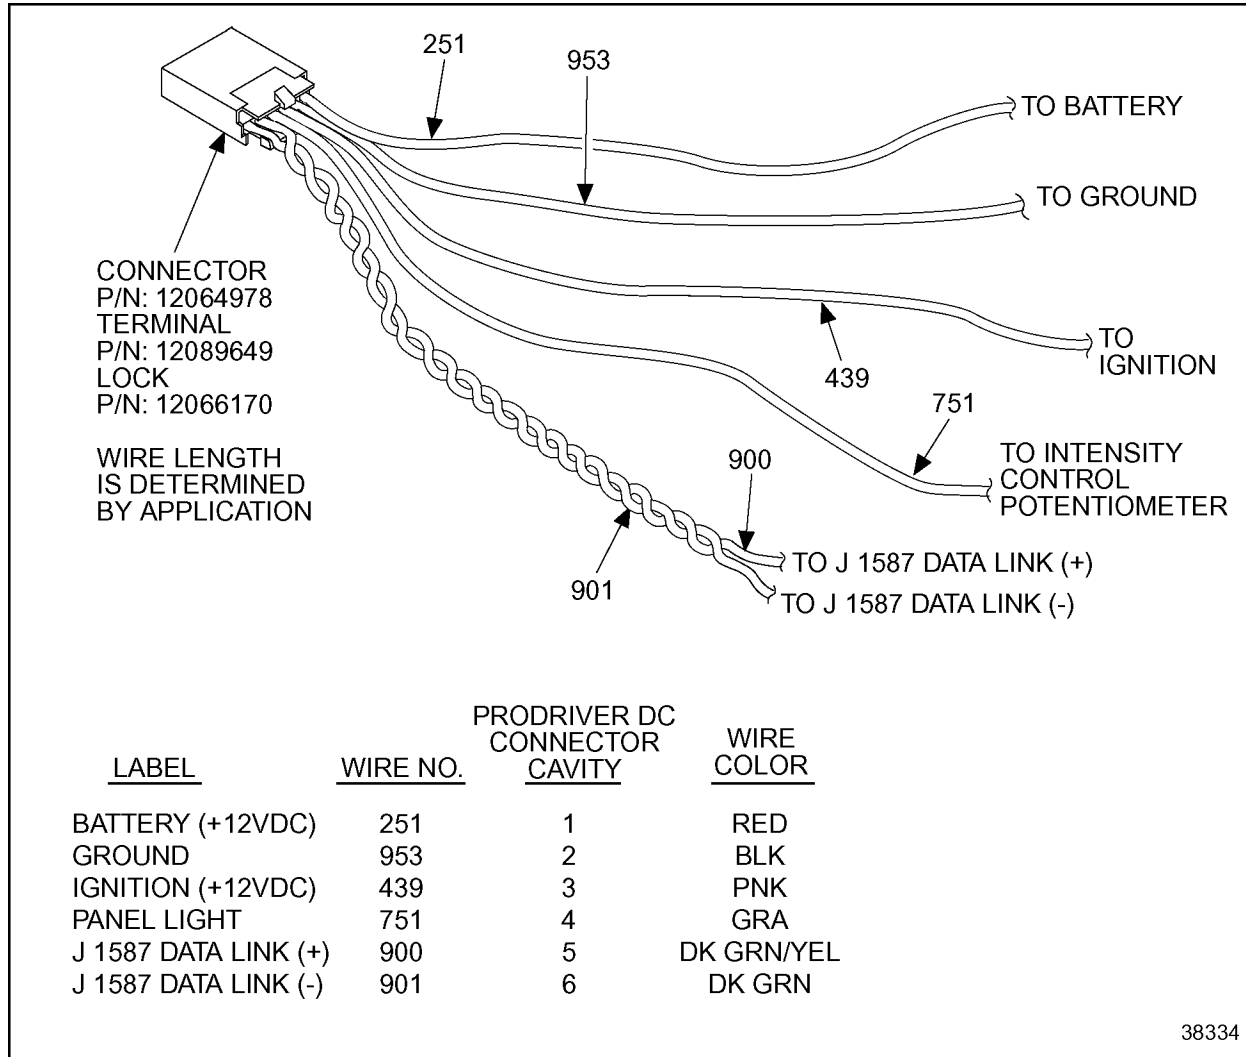 251
953
TO BATTERY
TO GROUND
CONNECTOR
P/N: 12064978
TERMINAL
P/N: 12089649
LOCK
P/N: 12066170
WIRE LENGTH
IS DETERMINED
BY APPLICATION
TO
IGNITION
439
751
TO INTENSITY
CONTROL
POTENTIOMETER
900
901
TO J 1587 DATA LINK (+)
TO J 1587 DATA LINK (-)
LABEL
WIRE NO.
PRODRIVER DC
CONNECTOR
CAVITY
WIRE
COLOR
BATTERY (+12VDC) 251 1 RED
GROUND 953 2 BLK
IGNITION (+12VDC) 439 3 PNK
PANEL LIGHT 751 4 GRA
J 1587 DATA LINK (+) 900 5 DK GRN/YEL
J 1587 DATA LINK (-) 901 6 DK GRN
38334